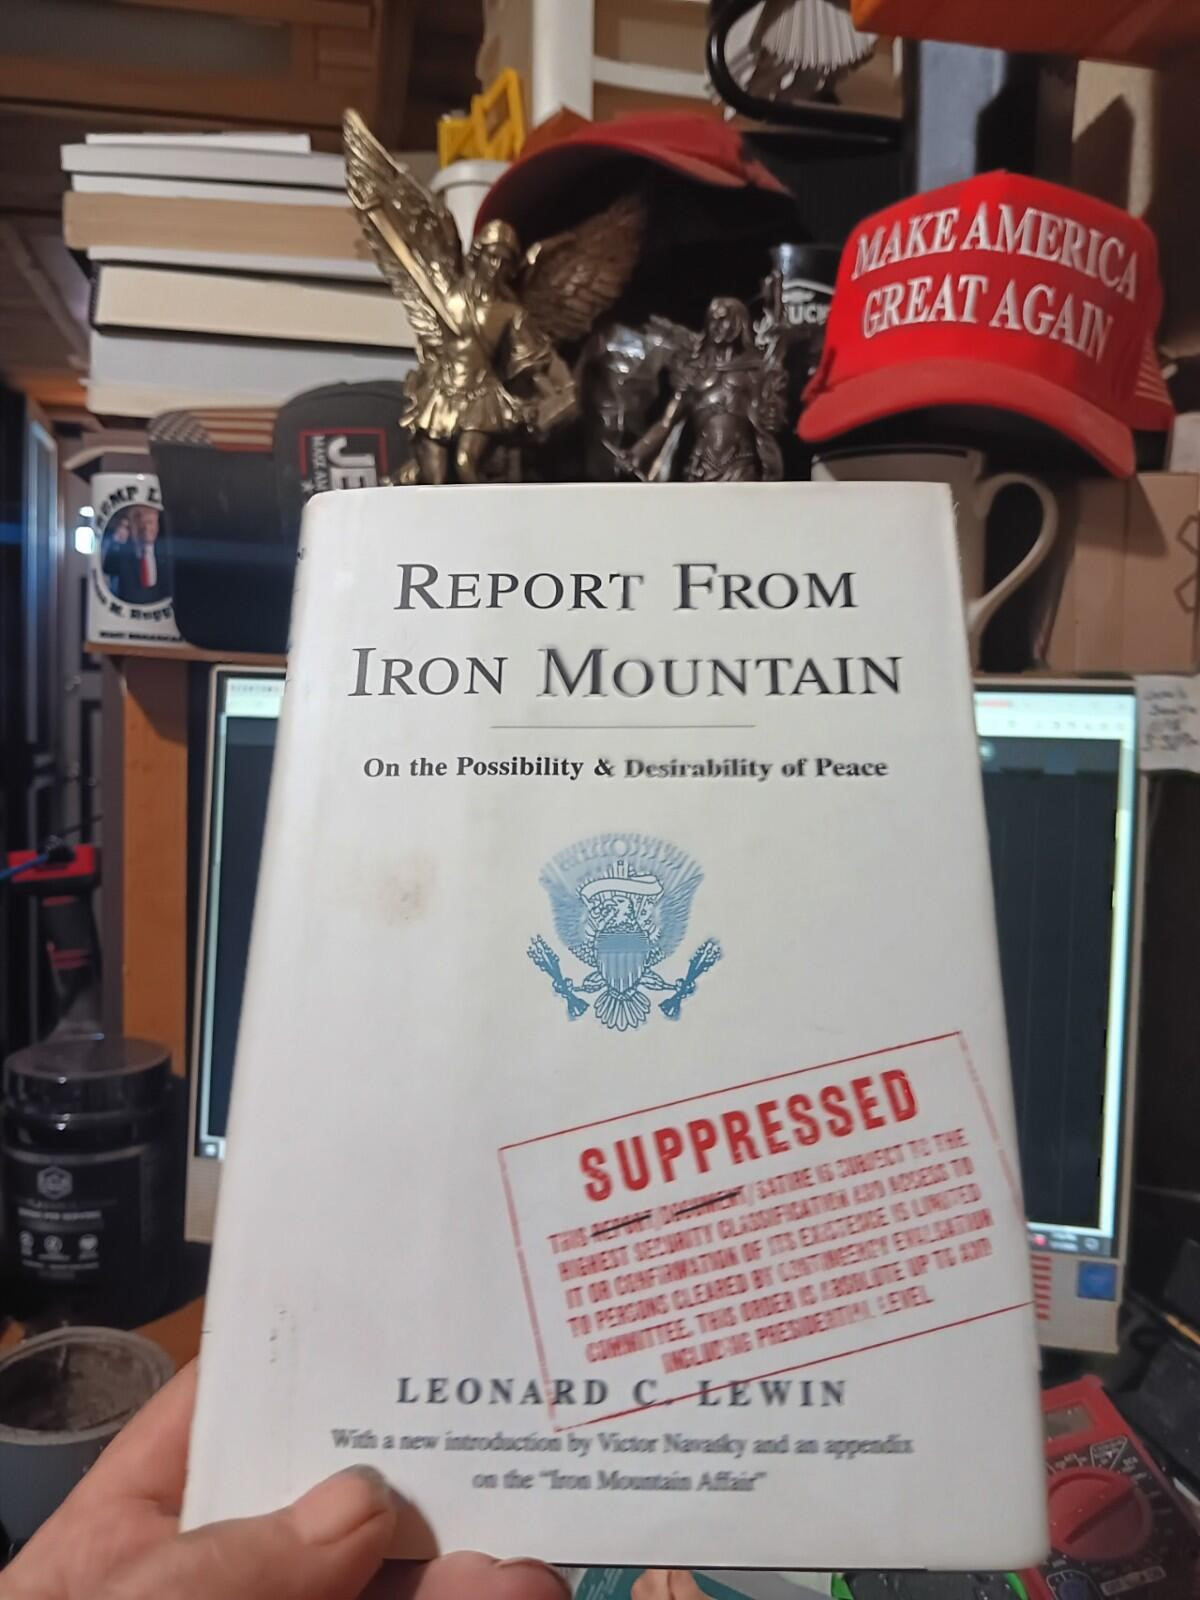 MAKE AMERICA
GREAT AGAIN
JE
REPORT FROM
IRON MOUNTAIN
On the Possibility & Desirability of Peace
SUPPRESSED
THIS REPORT/DOCUMENT/SATIRE IS SUBJECT TO THE
HIGHEST SECURITY CLASSIFICATION AND ACCESS TO
IT OR CONFIRMATION OF ITS EXISTENCE IS LIMITED
TO PERSONS CLEARED BY CONTINGENCY EVALUATION
COMMITTEE. THIS ORDER IS ABSOLUTE UP TO AND
INCLUDING PRESIDENTIAL LEVEL
LEONARD C. LEWIN
With a new introduction by Victor Navasky and an appendix
on the "Iron Mountain Affair"